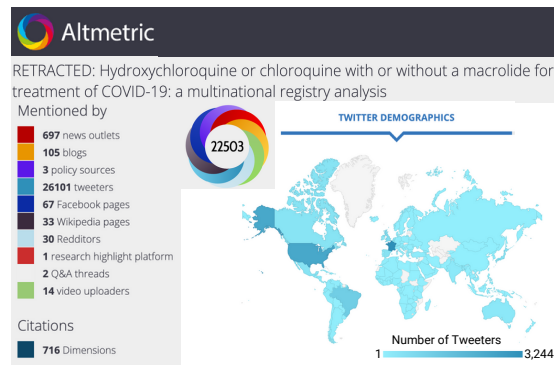 Altmetric
RETRACTED: Hydroxychloroquine or chloroquine with or without a macrolide for
treatment of COVID-19: a multinational registry analysis
Mentioned by
697 news outlets
105 blogs
3 policy sources
26101 tweeters
67 Facebook pages
33 Wikipedia pages
30 Redditors
1 research highlight platform
2 Q&A threads
14 video uploaders
Citations
716 Dimensions
22503
TWITTER DEMOGRAPHICS
Number of Tweeters
1 3,244